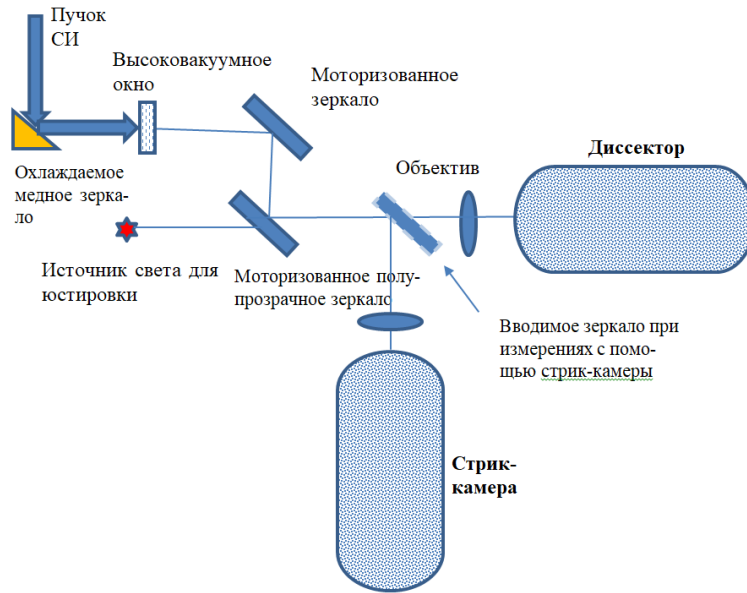 Пучок
СИ
Высоковакуумное
окно
Моторизованное
зеркало
Охлаждаемое
медное зерка-
ло
Объектив
Диссектор
Источник света для
юстировки
Моторизованное полу-
прозрачное зеркало
Вводимое зеркало при
измерениях с помо-
щью стрик-камеры
Стрик-
камера